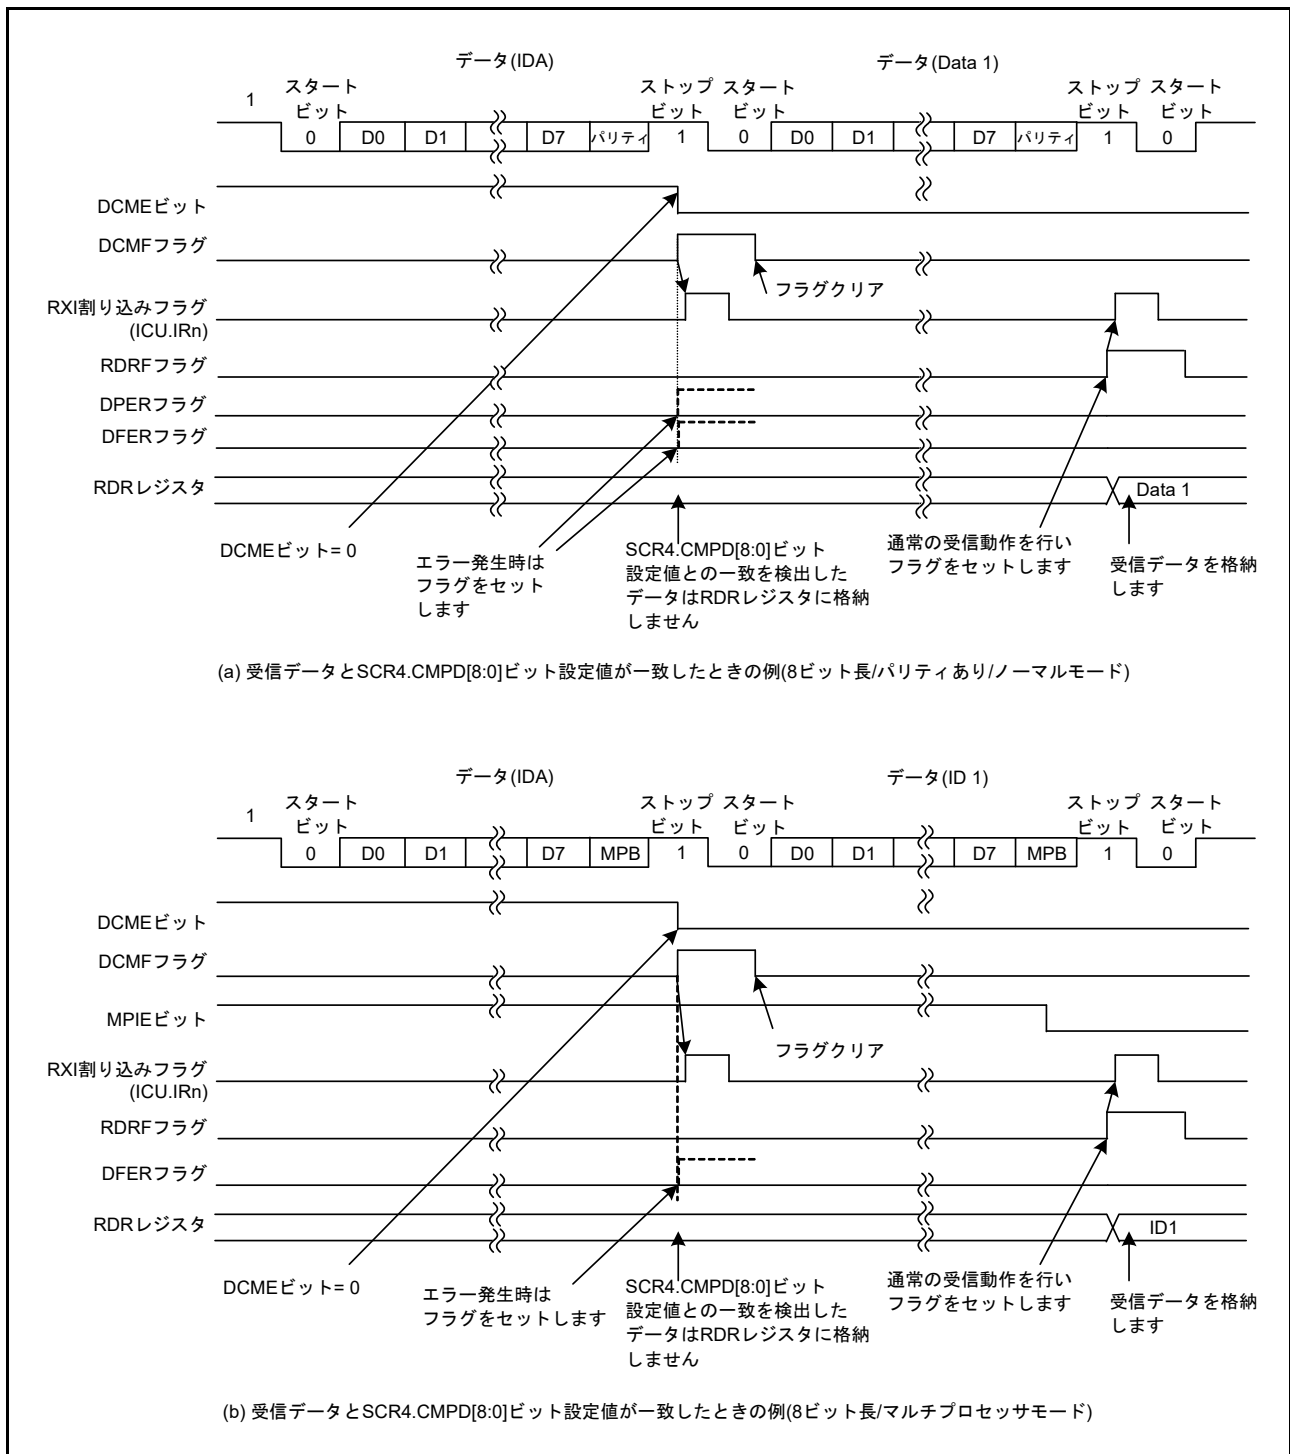 データ(IDA)
データ(Data 1)
1
スタート
ビット
ストップ
ビット
スタート
ビット
ストップ
ビット
スタート
ビット
0
D0
D1
D7
パリティ
1
0
D0
D1
D7
パリティ
1
0
DCMEビット
DCMFフラグ
フラグクリア
RXI割り込みフラグ
(ICU.IRn)
RDRFフラグ
DPERフラグ
DFERフラグ
RDRレジスタ
Data 1
DCMEビット= 0
エラー発生時は
フラグをセット
します
SCR4.CMPD[8:0]ビット
設定値との一致を検出した
データはRDRレジスタに格納
しません
通常の受信動作を行い
フラグをセットします
受信データを格納
します
(a) 受信データとSCR4.CMPD[8:0]ビット設定値が一致したときの例(8ビット長/パリティあり/ノーマルモード)
データ(IDA)
データ(ID 1)
1
スタート
ビット
ストップ
ビット
スタート
ビット
ストップ
ビット
スタート
ビット
0
D0
D1
D7
MPB
1
0
D0
D1
D7
MPB
1
0
DCMEビット
DCMFフラグ
MPIEビット
フラグクリア
RXI割り込みフラグ
(ICU.IRn)
RDRFフラグ
DFERフラグ
RDRレジスタ
ID1
DCMEビット= 0
エラー発生時は
フラグをセットします
SCR4.CMPD[8:0]ビット
設定値との一致を検出した
データはRDRレジスタに格納
しません
通常の受信動作を行い
フラグをセットします
受信データを格納
します
(b) 受信データとSCR4.CMPD[8:0]ビット設定値が一致したときの例(8ビット長/マルチプロセッサモード)